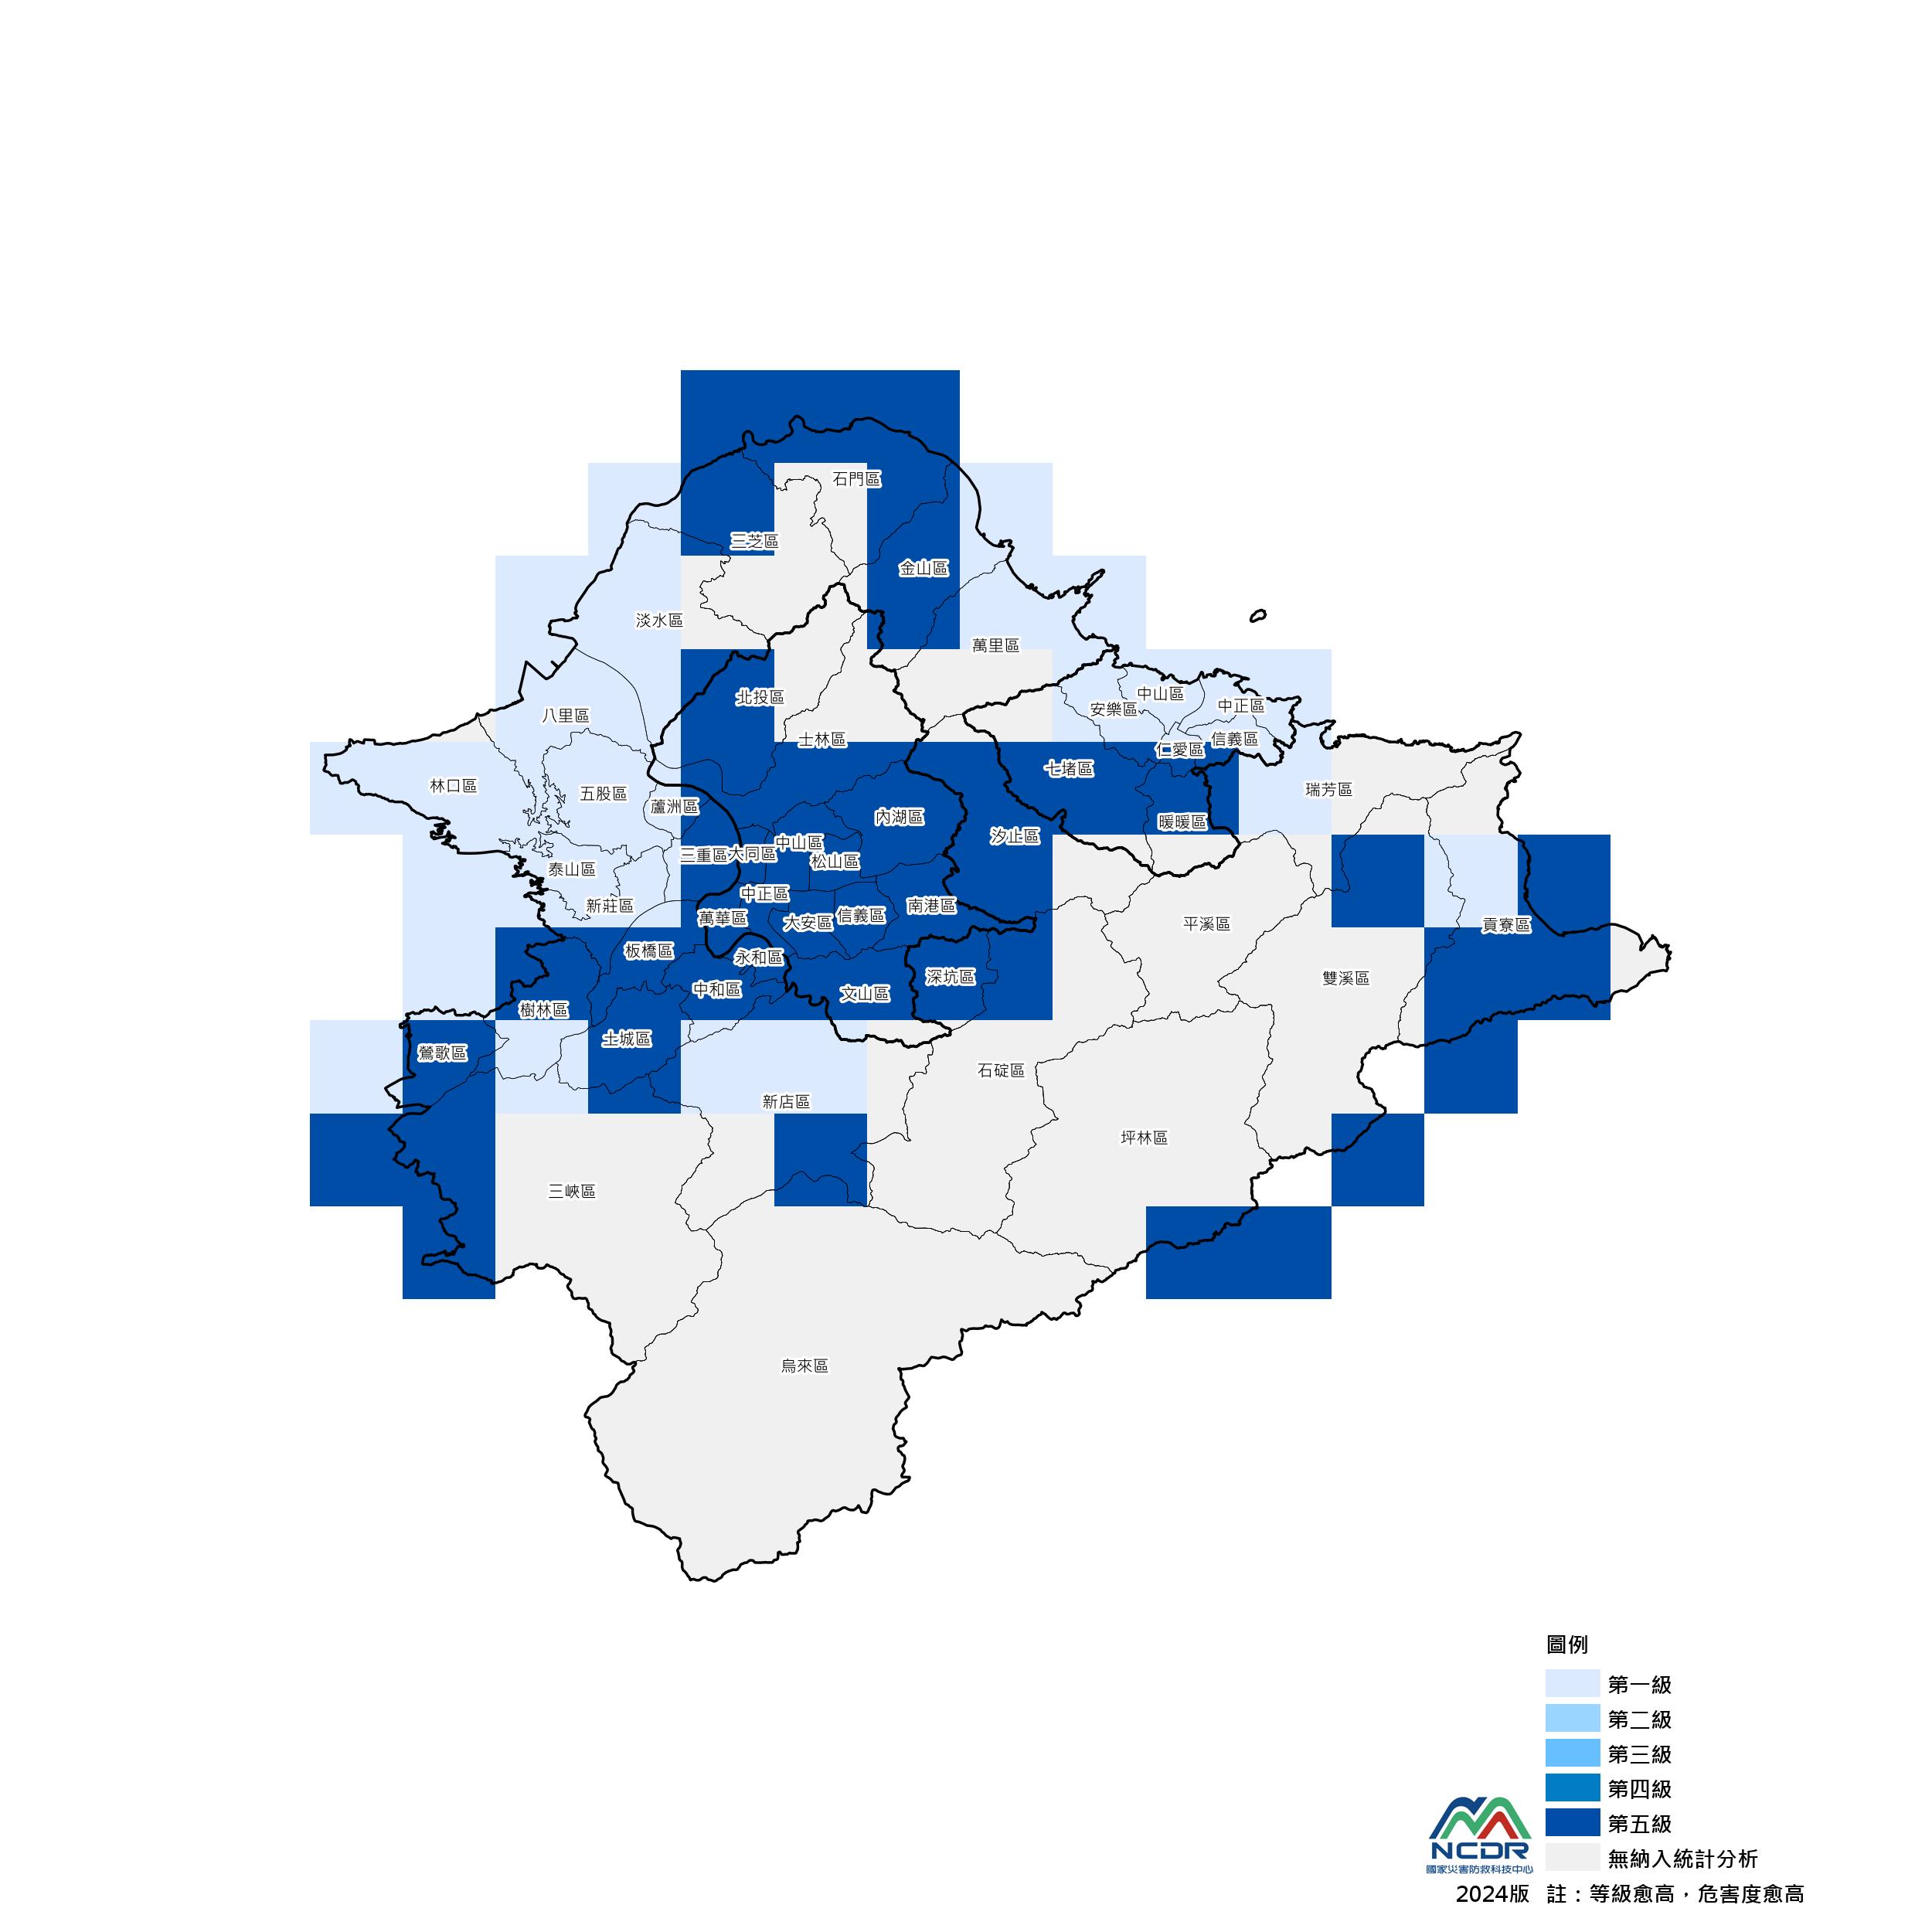 石門區
三芝區
金山區
淡水區
萬里區
北投區
中山區
中正區
安樂區
八里區
士林區
信義區
仁愛區
七堵區
林口區
五股區
蘆洲區
瑞芳區
內湖區
暖暖區
汐止區
中山區
三重區
大同區
松山區
泰山區
中正區
新莊區
南港區
萬華區
大安區
信義區
平溪區
貢寮區
板橋區
永和區
深坑區
雙溪區
中和區
文山區
樹林區
土城區
鶯歌區
石碇區
新店區
坪林區
三峽區
烏來區
圖例
第一級
第二級
第三級
第四級
第五級
無納入統計分析
NCDR
國家災害防救科技中心
2024版 註：等級愈高，危害度愈高